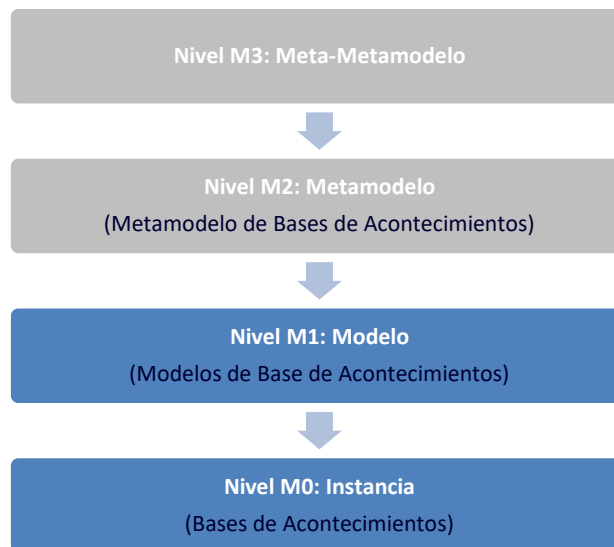 Nivel M3: Meta-Metamodelo
Nivel M2: Metamodelo
(Metamodelo de Bases de Acontecimientos)
Nivel M1: Modelo
(Modelos de Base de Acontecimientos)
Nivel M0: Instancia
(Bases de Acontecimientos)